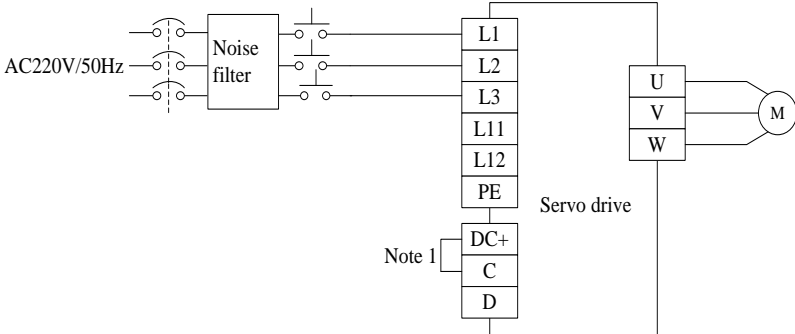 AC220V/50Hz
Noise
filter
L1
L2
L3
L11
L12
PE
Note 1
DC+
C
D
Servo drive
U
V
W
M